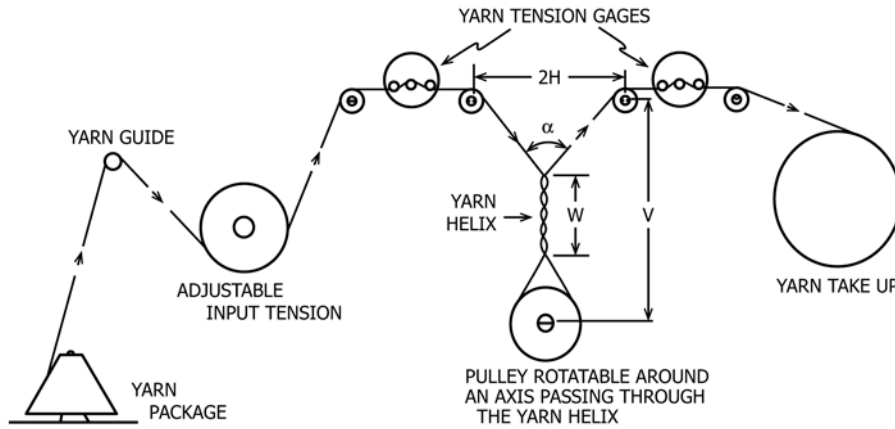 YARN TENSION GAGES
2H
YARN GUIDE
α
YARN
HELIX
W
V
ADJUSTABLE
INPUT TENSION
YARN TAKE UP
YARN
PACKAGE
PULLEY ROTATABLE AROUND
AN AXIS PASSING THROUGH
THE YARN HELIX